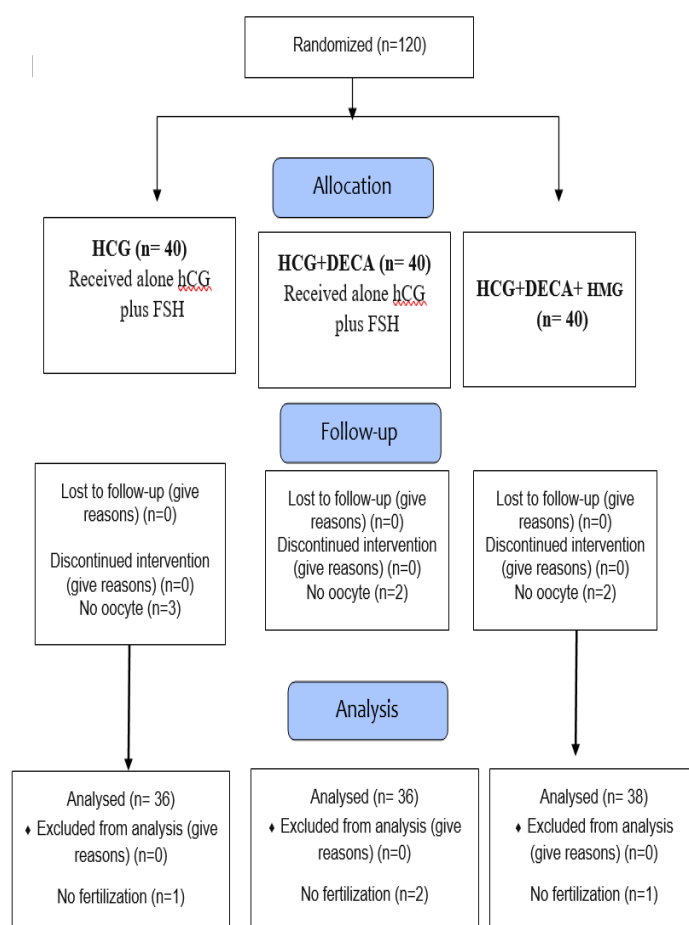 Randomized (n=120)
Allocation
HCG (n= 40)
Received alone hCG
plus FSH
HCG+DECA (n= 40)
Received alone hCG
plus FSH
HCG+DECA+ HMG
(n= 40)
Follow-up
Lost to follow-up (give
reasons) (n=0)
Discontinued intervention
(give reasons) (n=0)
No oocyte (n=3)
Lost to follow-up (give
reasons) (n=0)
Discontinued intervention
(give reasons) (n=0)
No oocyte (n=2)
Lost to follow-up (give
reasons) (n=0)
Discontinued intervention
(give reasons) (n=0)
No oocyte (n=2)
Analysis
Analysed (n= 36)
♦ Excluded from analysis (give
reasons) (n=0)
No fertilization (n=1)
Analysed (n= 36)
♦ Excluded from analysis (give
reasons) (n=0)
No fertilization (n=2)
Analysed (n= 38)
♦ Excluded from analysis
(give reasons) (n=0)
No fertilization (n=1)